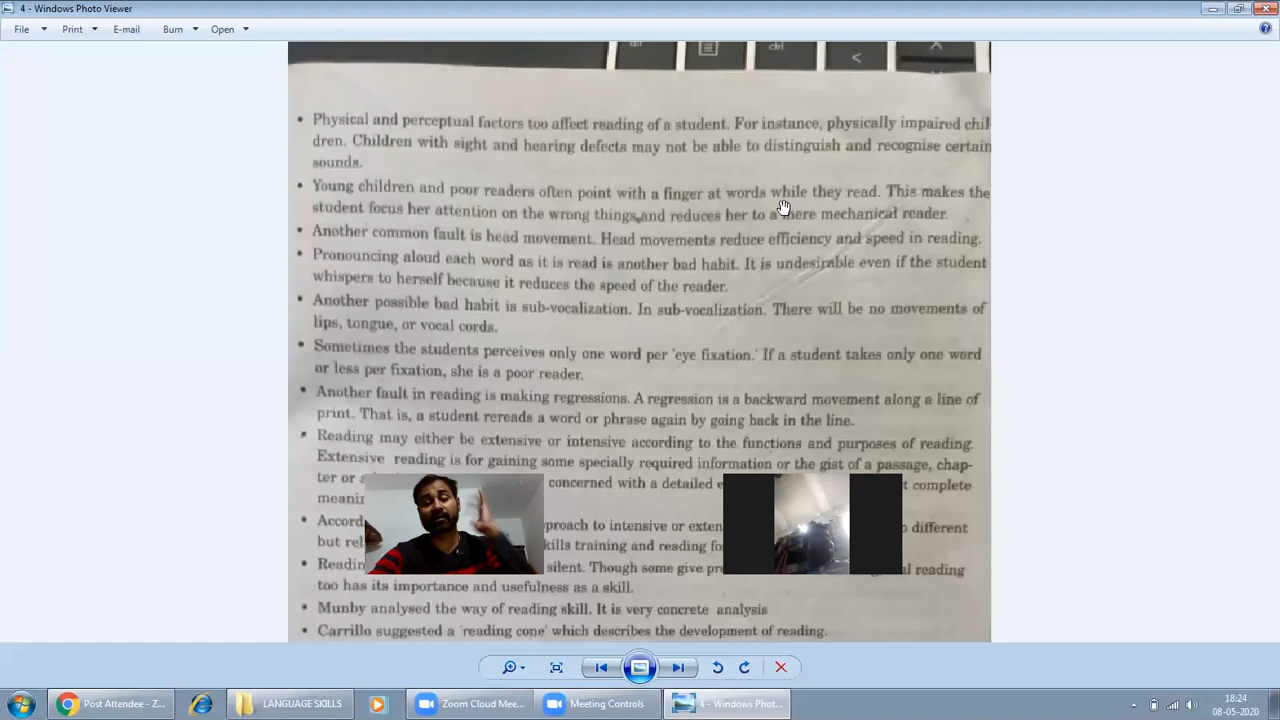 4 - Windows Photo Viewer
File Print E-mail Burn Open
alt ctrl <
• Physical and perceptual factors too affect reading of a student. For instance, physically impaired chil-
dren. Children with sight and hearing defects may not be able to distinguish and recognise certain
sounds.
• Young children and poor readers often point with a finger at words while they read. This makes the
student focus her attention on the wrong things and reduces her to a mere mechanical reader.
• Another common fault is head movement. Head movements reduce efficiency and speed in reading.
• Pronouncing aloud each word as it is read is another bad habit. It is undesirable even if the student
whispers to herself because it reduces the speed of the reader.
• Another possible bad habit is sub-vocalization. In sub-vocalization. There will be no movements of
lips, tongue, or vocal cords.
• Sometimes the students perceives only one word per 'eye fixation.' If a student takes only one word
or less per fixation, she is a poor reader.
• Another fault in reading is making regressions. A regression is a backward movement along a line of
print. That is, a student rereads a word or phrase again by going back in the line.
• Reading may either be extensive or intensive according to the functions and purposes of reading.
Extensive reading is for gaining some specially required information or the gist of a passage, chap-
ter or concerned with a detailed complete
• to intensive or different
but training and reading
• silent. Though some give reading
too has its importance and usefulness as a skill.
• Munby analysed the way of reading skill. It is very concrete analysis
• Carrillo suggested a 'reading cone' which describes the development of reading.
Post Attendee - Z...
LANGUAGE SKILLS
Zoom Cloud Mee...
Meeting Controls
4 - Windows Phot...
18:24
08-05-2020